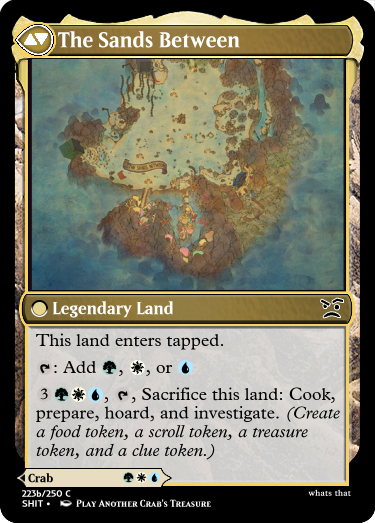 The Sands Between
Legendary Land
This land enters tapped.
: Add , , or
3 , , Sacrifice this land: Cook,
prepare, hoard, and investigate. (Create
a food token, a scroll token, a treasure
token, and a clue token.)
Crab
223b/250 C
SHIT • PLAY ANOTHER CRAB'S TREASURE
whats that